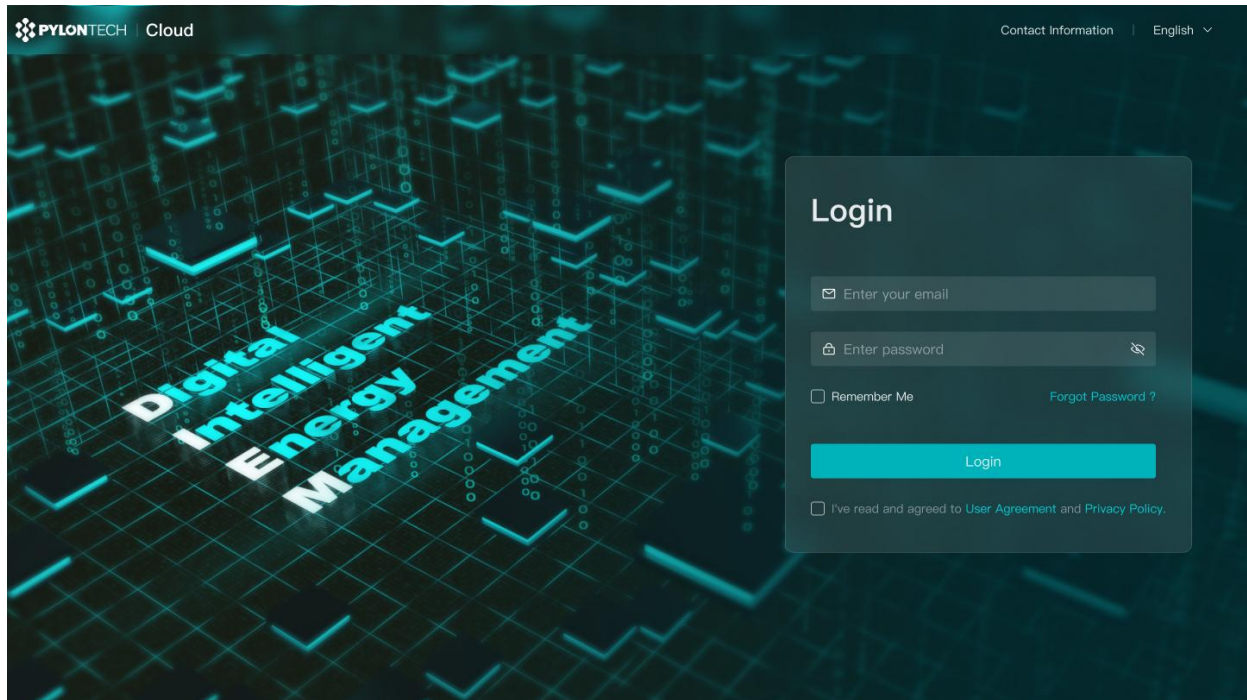 PYLONTECH | Cloud
Contact Information | English
Digital
Intelligent
Energy
Management
Login
Enter your email
Enter password
Remember Me
Forgot Password ?
Login
I've read and agreed to User Agreement and Privacy Policy.